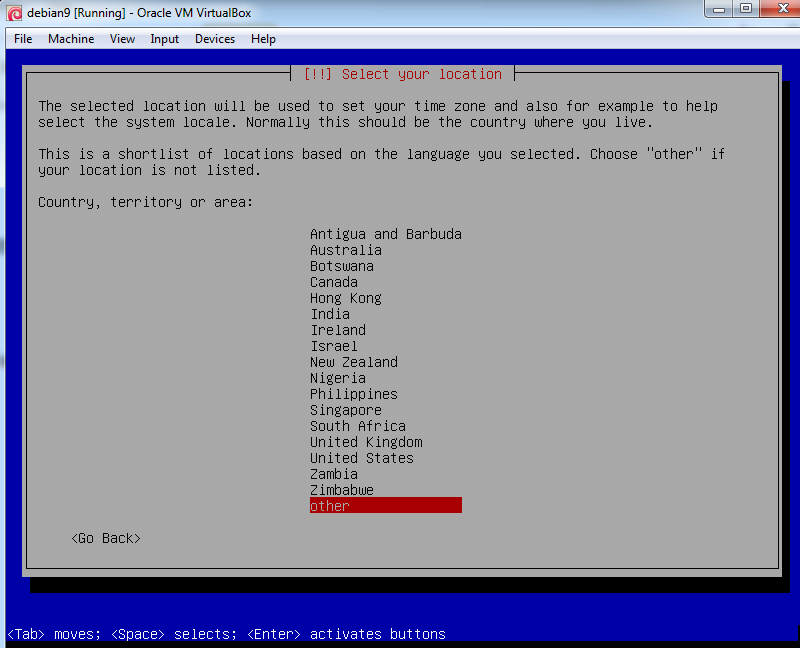 debian9 [Running] - Oracle VM VirtualBox
File Machine View Input Devices Help
[!!] Select your location
The selected location will be used to set your time zone and also for example to help
select the system locale. Normally this should be the country where you live.
This is a shortlist of locations based on the language you selected. Choose "other" if
your location is not listed.
Country, territory or area:
Antigua and Barbuda
Australia
Botswana
Canada
Hong Kong
India
Ireland
Israel
New Zealand
Nigeria
Philippines
Singapore
South Africa
United Kingdom
United States
Zambia
Zimbabwe
other
<Go Back>
<Tab> moves; <Space> selects; <Enter> activates buttons